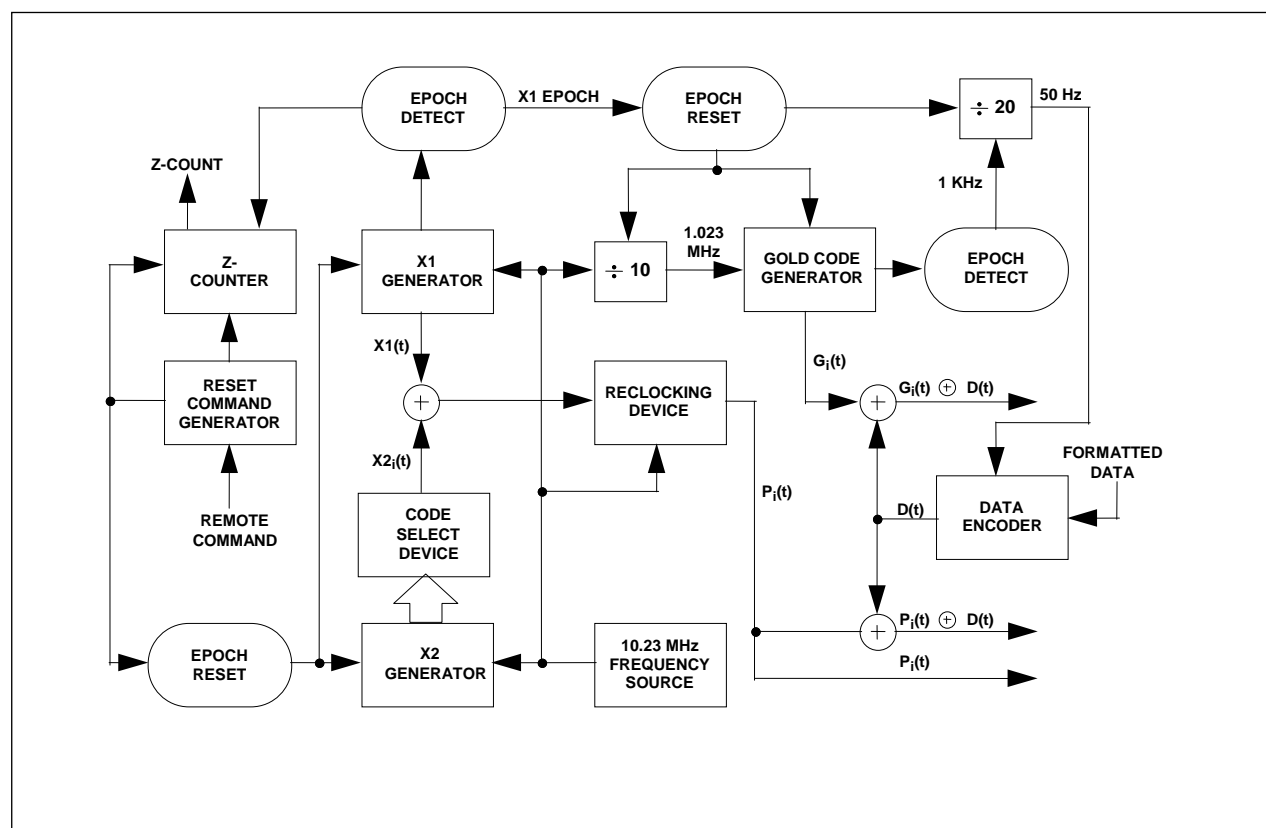 EPOCH
DETECT
X1 EPOCH
EPOCH
RESET
÷ 20
50 Hz
Z-COUNT
1 KHz
Z-
COUNTER
X1
GENERATOR
÷ 10
1.023
MHz
GOLD CODE
GENERATOR
EPOCH
DETECT
X1(t)
Gi(t)
RESET
COMMAND
GENERATOR
+
RECLOCKING
DEVICE
+
Gi(t) ⊕ D(t)
X2i(t)
FORMATTED
DATA
REMOTE
COMMAND
CODE
SELECT
DEVICE
Pi(t)
D(t)
DATA
ENCODER
EPOCH
RESET
X2
GENERATOR
10.23 MHz
FREQUENCY
SOURCE
+
Pi(t) ⊕ D(t)
Pi(t)